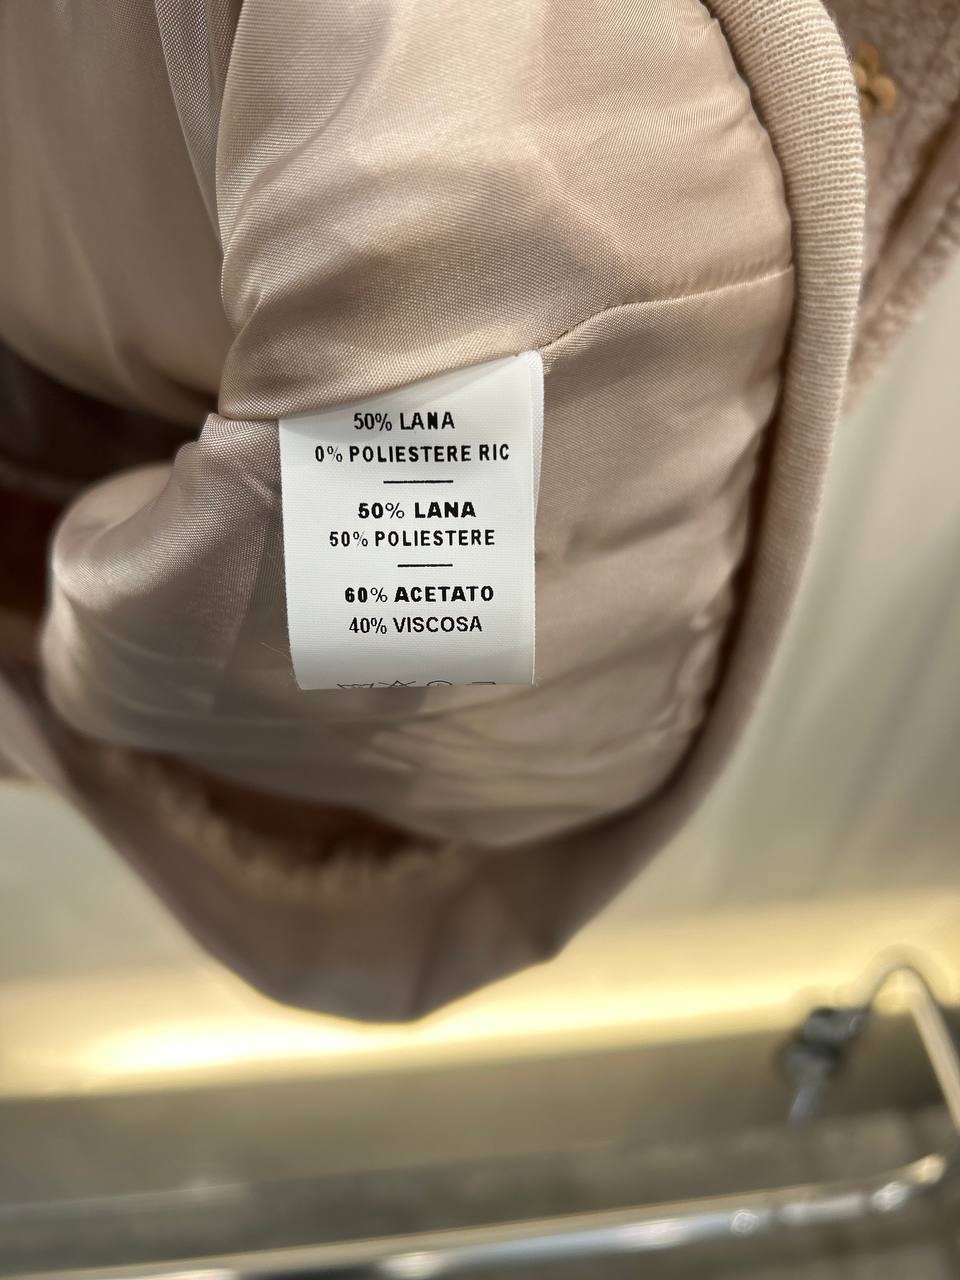 50% LANA
0% POLIESTERE RIC
50% LANA
50% POLIESTERE
60% ACETATO
40% VISCOSA